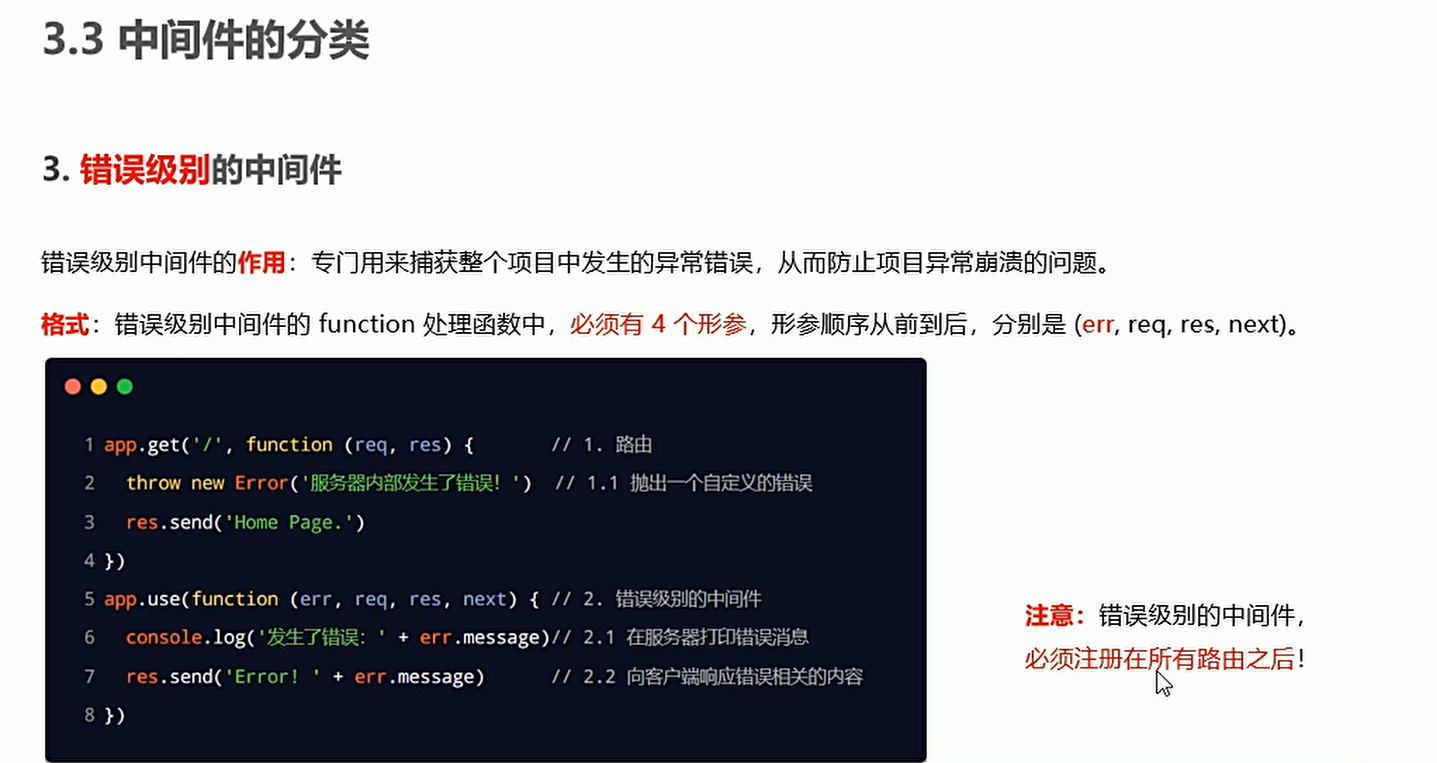 3.3 中间件的分类
3. 错误级别的中间件
错误级别中间件的作用：专门用来捕获整个项目中发生的异常错误，从而防止项目异常崩溃的问题。
格式：错误级别中间件的 function 处理函数中，必须有 4 个形参，形参顺序从前到后，分别是 (err, req, res, next)。
1 app.get('/', function (req, res) { // 1. 路由
2 throw new Error('服务器内部发生了错误！') // 1.1 抛出一个自定义的错误
3 res.send('Home Page.')
4 })
5 app.use(function (err, req, res, next) { // 2. 错误级别的中间件
6 console.log('发生了错误：' + err.message)// 2.1 在服务器打印错误消息
7 res.send('Error! ' + err.message) // 2.2 向客户端响应错误相关的内容
8 })
注意：错误级别的中间件，
必须注册在所有路由之后！